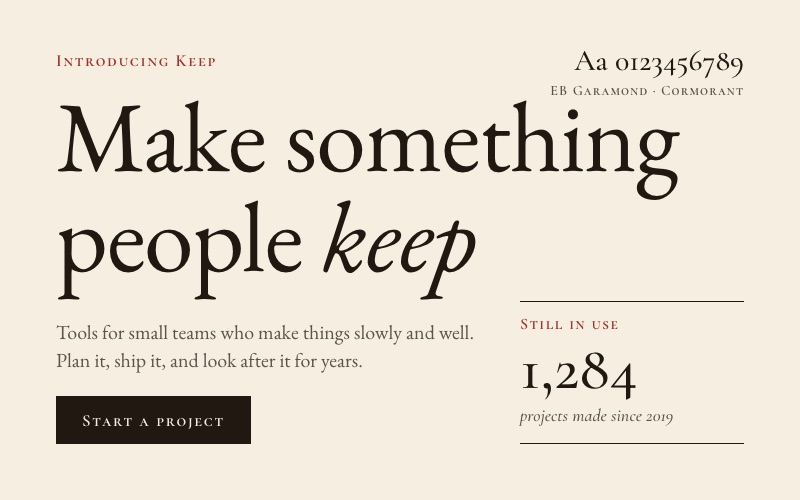 Introducing Keep
Aa 0123456789
EB Garamond · Cormorant
Make something
people keep
Tools for small teams who make things slowly and well.
Plan it, ship it, and look after it for years.
Start a project
Still in use
1,284
projects made since 2019